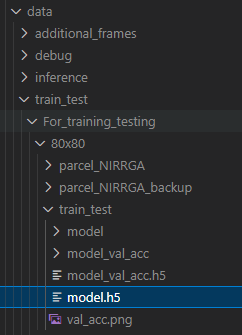 data
additional_frames
debug
inference
train_test
For_training_testing
80x80
parcel_NIRRGA
parcel_NIRRGA_backup
train_test
model
model_val_acc
model_val_acc.h5
model.h5
val_acc.png